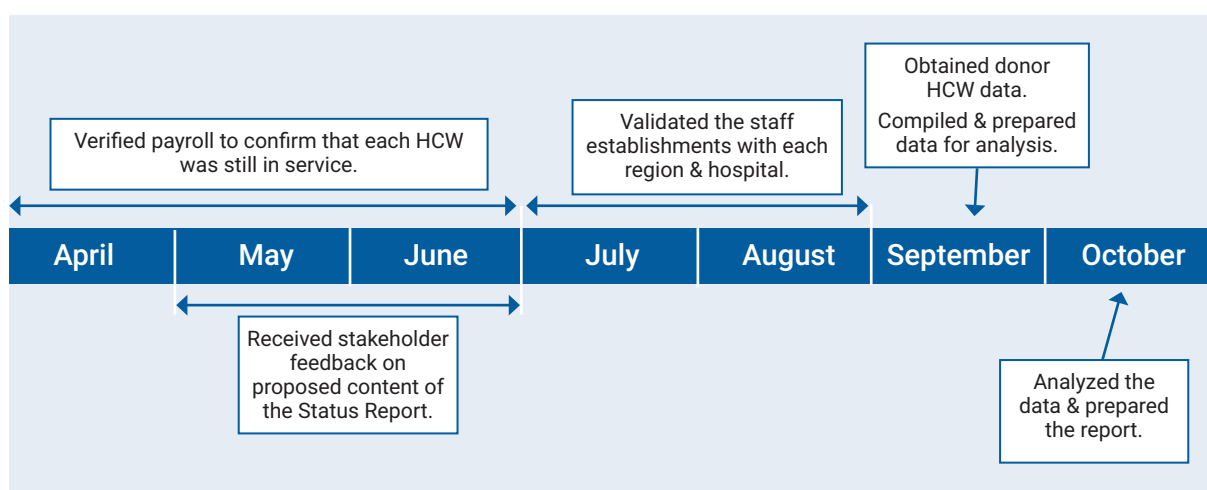 Obtained donor
HCW data.
Compiled & prepared
data for analysis.
Verified payroll to confirm that each HCW
was still in service.
Validated the staff
establishments with each
region & hospital.
April
May
June
July
August
September
October
Received stakeholder
feedback on
proposed content of
the Status Report.
Analyzed the
data & prepared
the report.